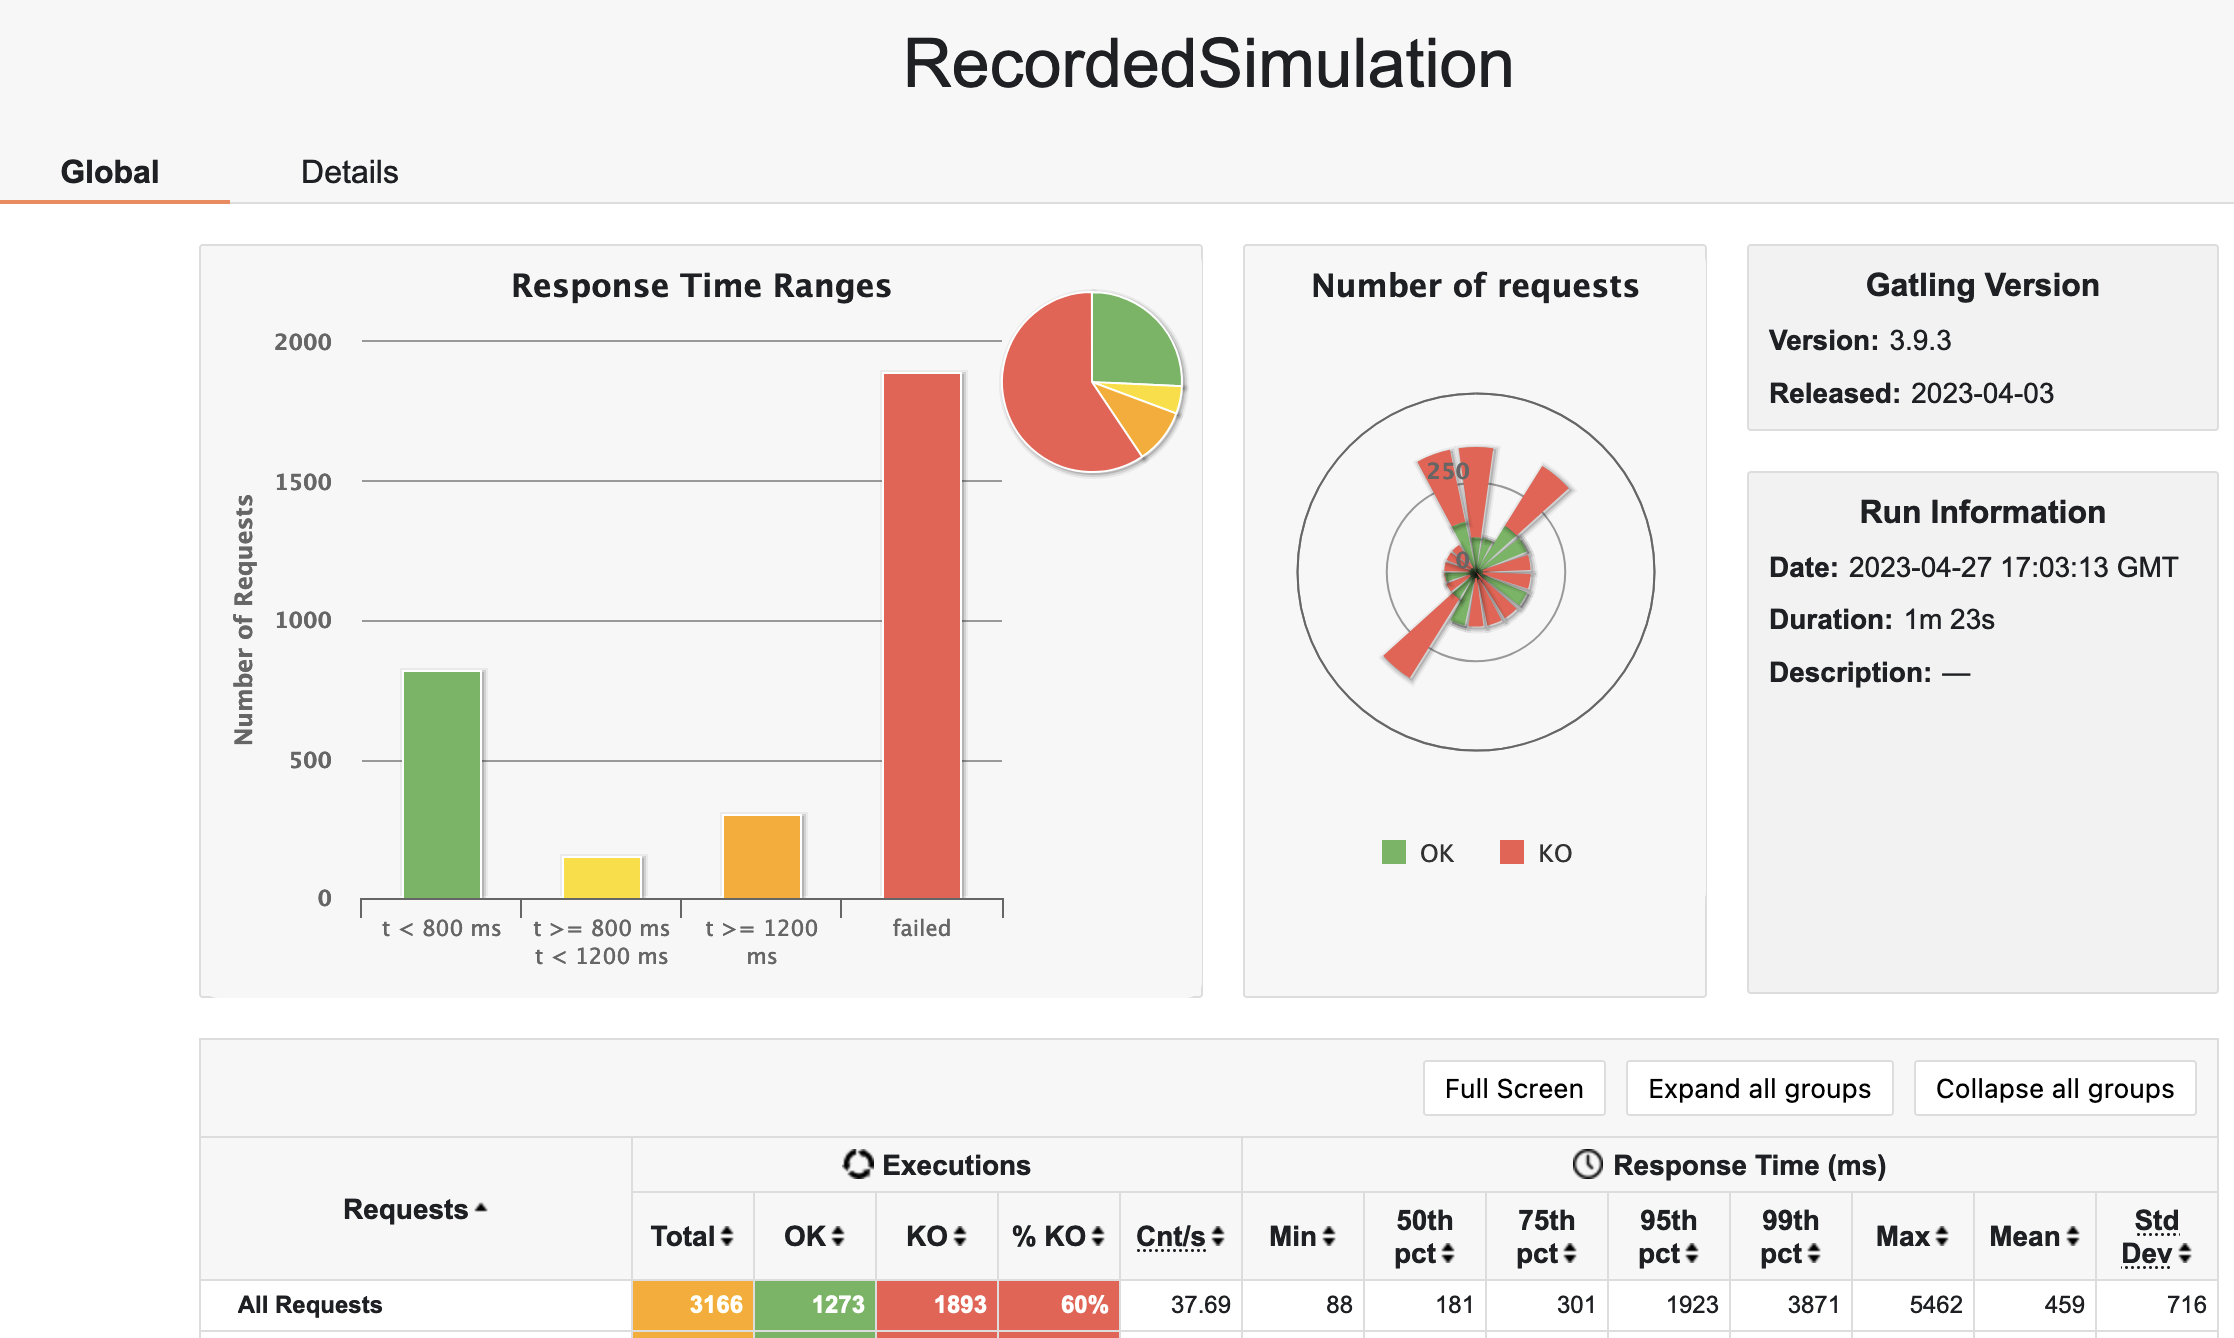 RecordedSimulation
Global
Details
Response Time Ranges
Number of Requests
2000
1500
1000
500
0
t < 800 ms
t >= 800 ms
t < 1200 ms
t >= 1200
ms
failed
Number of requests
250
0
OK
KO
Gatling Version
Version: 3.9.3
Released: 2023-04-03
Run Information
Date: 2023-04-27 17:03:13 GMT
Duration: 1m 23s
Description: —
Full Screen
Expand all groups
Collapse all groups
Requests
Executions
Response Time (ms)
Total
OK
KO
% KO
Cnt/s
Min
50th
pct
75th
pct
95th
pct
99th
pct
Max
Mean
Std
Dev
All Requests 3166 1273 1893 60% 37.69 88 181 301 1923 3871 5462 459 716